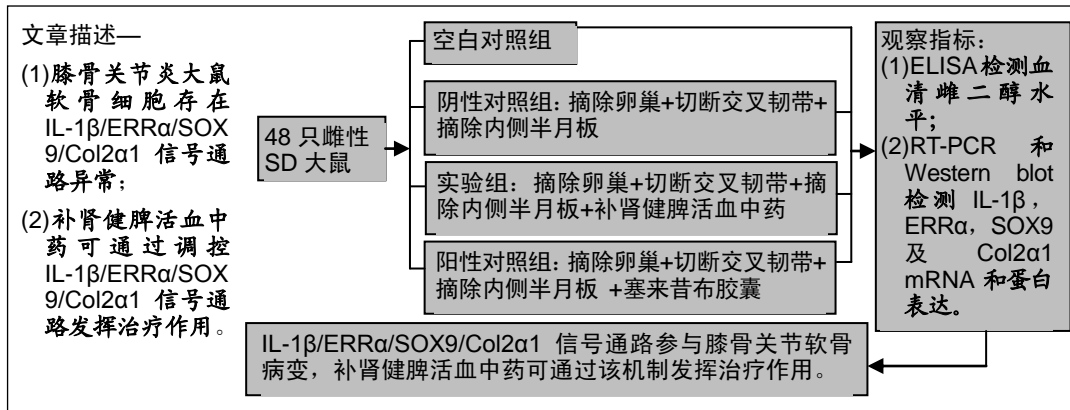 文章描述—
(1)膝骨关节炎大鼠
软骨细胞存在
IL-1β/ERRα/SOX
9/Col2α1 信号通
路异常;
(2)补肾健脾活血中
药可通过调控
IL-1β/ERRα/SOX
9/Col2α1 信号通
路发挥治疗作用。
48 只雌性
SD 大鼠
空白对照组
阴性对照组: 摘除卵巢+切断交叉韧带+
摘除内侧半月板
实验组: 摘除卵巢+切断交叉韧带+摘
除内侧半月板+补肾健脾活血中药
阳性对照组: 摘除卵巢+切断交叉韧带+
摘除内侧半月板 +塞来昔布胶囊
观察指标:
(1)ELISA检测血
清雌二醇水
平;
(2)RT-PCR 和
Western blot
检测 IL-1β,
ERRα, SOX9
及 Col2α1
mRNA 和蛋白
表达。
IL-1β/ERRα/SOX9/Col2α1 信号通路参与膝骨关节软骨
病变, 补肾健脾活血中药可通过该机制发挥治疗作用。